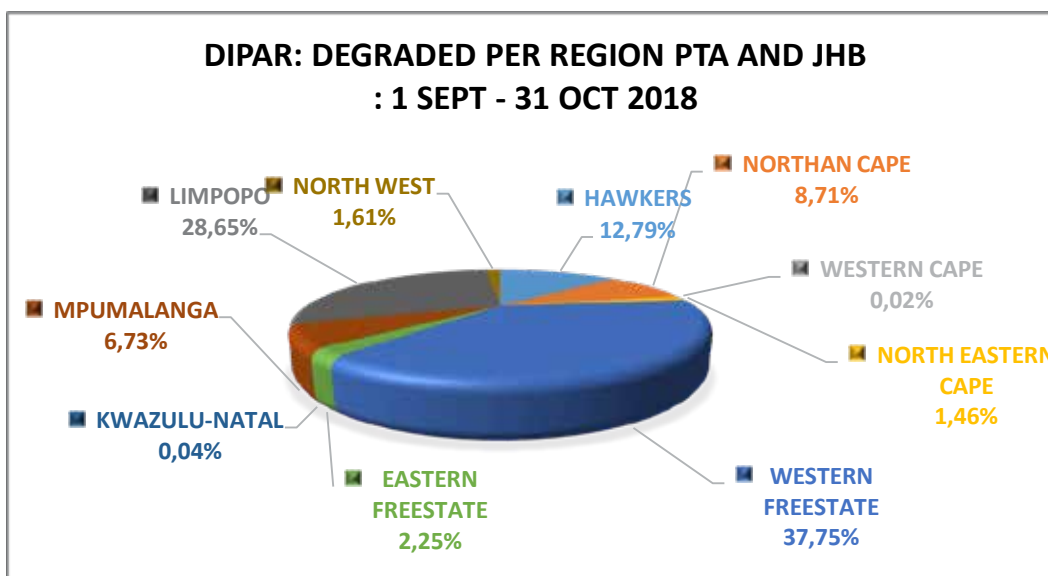 DIPAR: DEGRADED PER REGION PTA AND JHB
: 1 SEPT - 31 OCT 2018
HAWKERS
12,79%
NORTHAN CAPE
8,71%
WESTERN CAPE
0,02%
NORTH EASTERN
CAPE
1,46%
WESTERN
FREESTATE
37,75%
EASTERN
FREESTATE
2,25%
KWAZULU-NATAL
0,04%
MPUMALANGA
6,73%
LIMPOPO
28,65%
NORTH WEST
1,61%